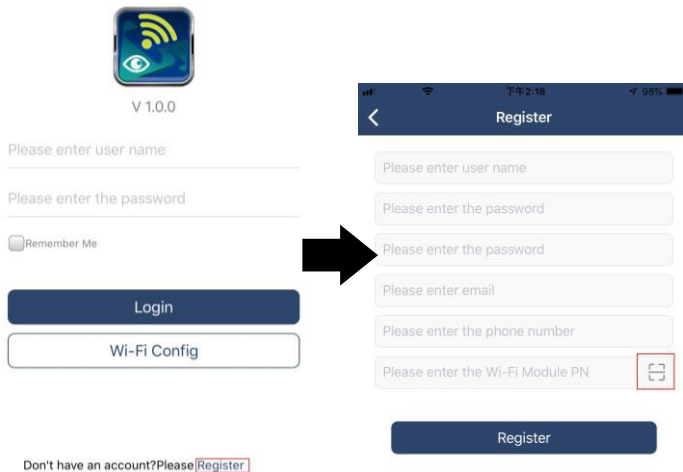 V 1.0.0
Please enter user name
Please enter the password
Remember Me
Login
Wi-Fi Config
Don't have an account?Please Register
下午2:18
98%
Register
Please enter user name
Please enter the password
Please enter the password
Please enter email
Please enter the phone number
Please enter the Wi-Fi Module PN
Register